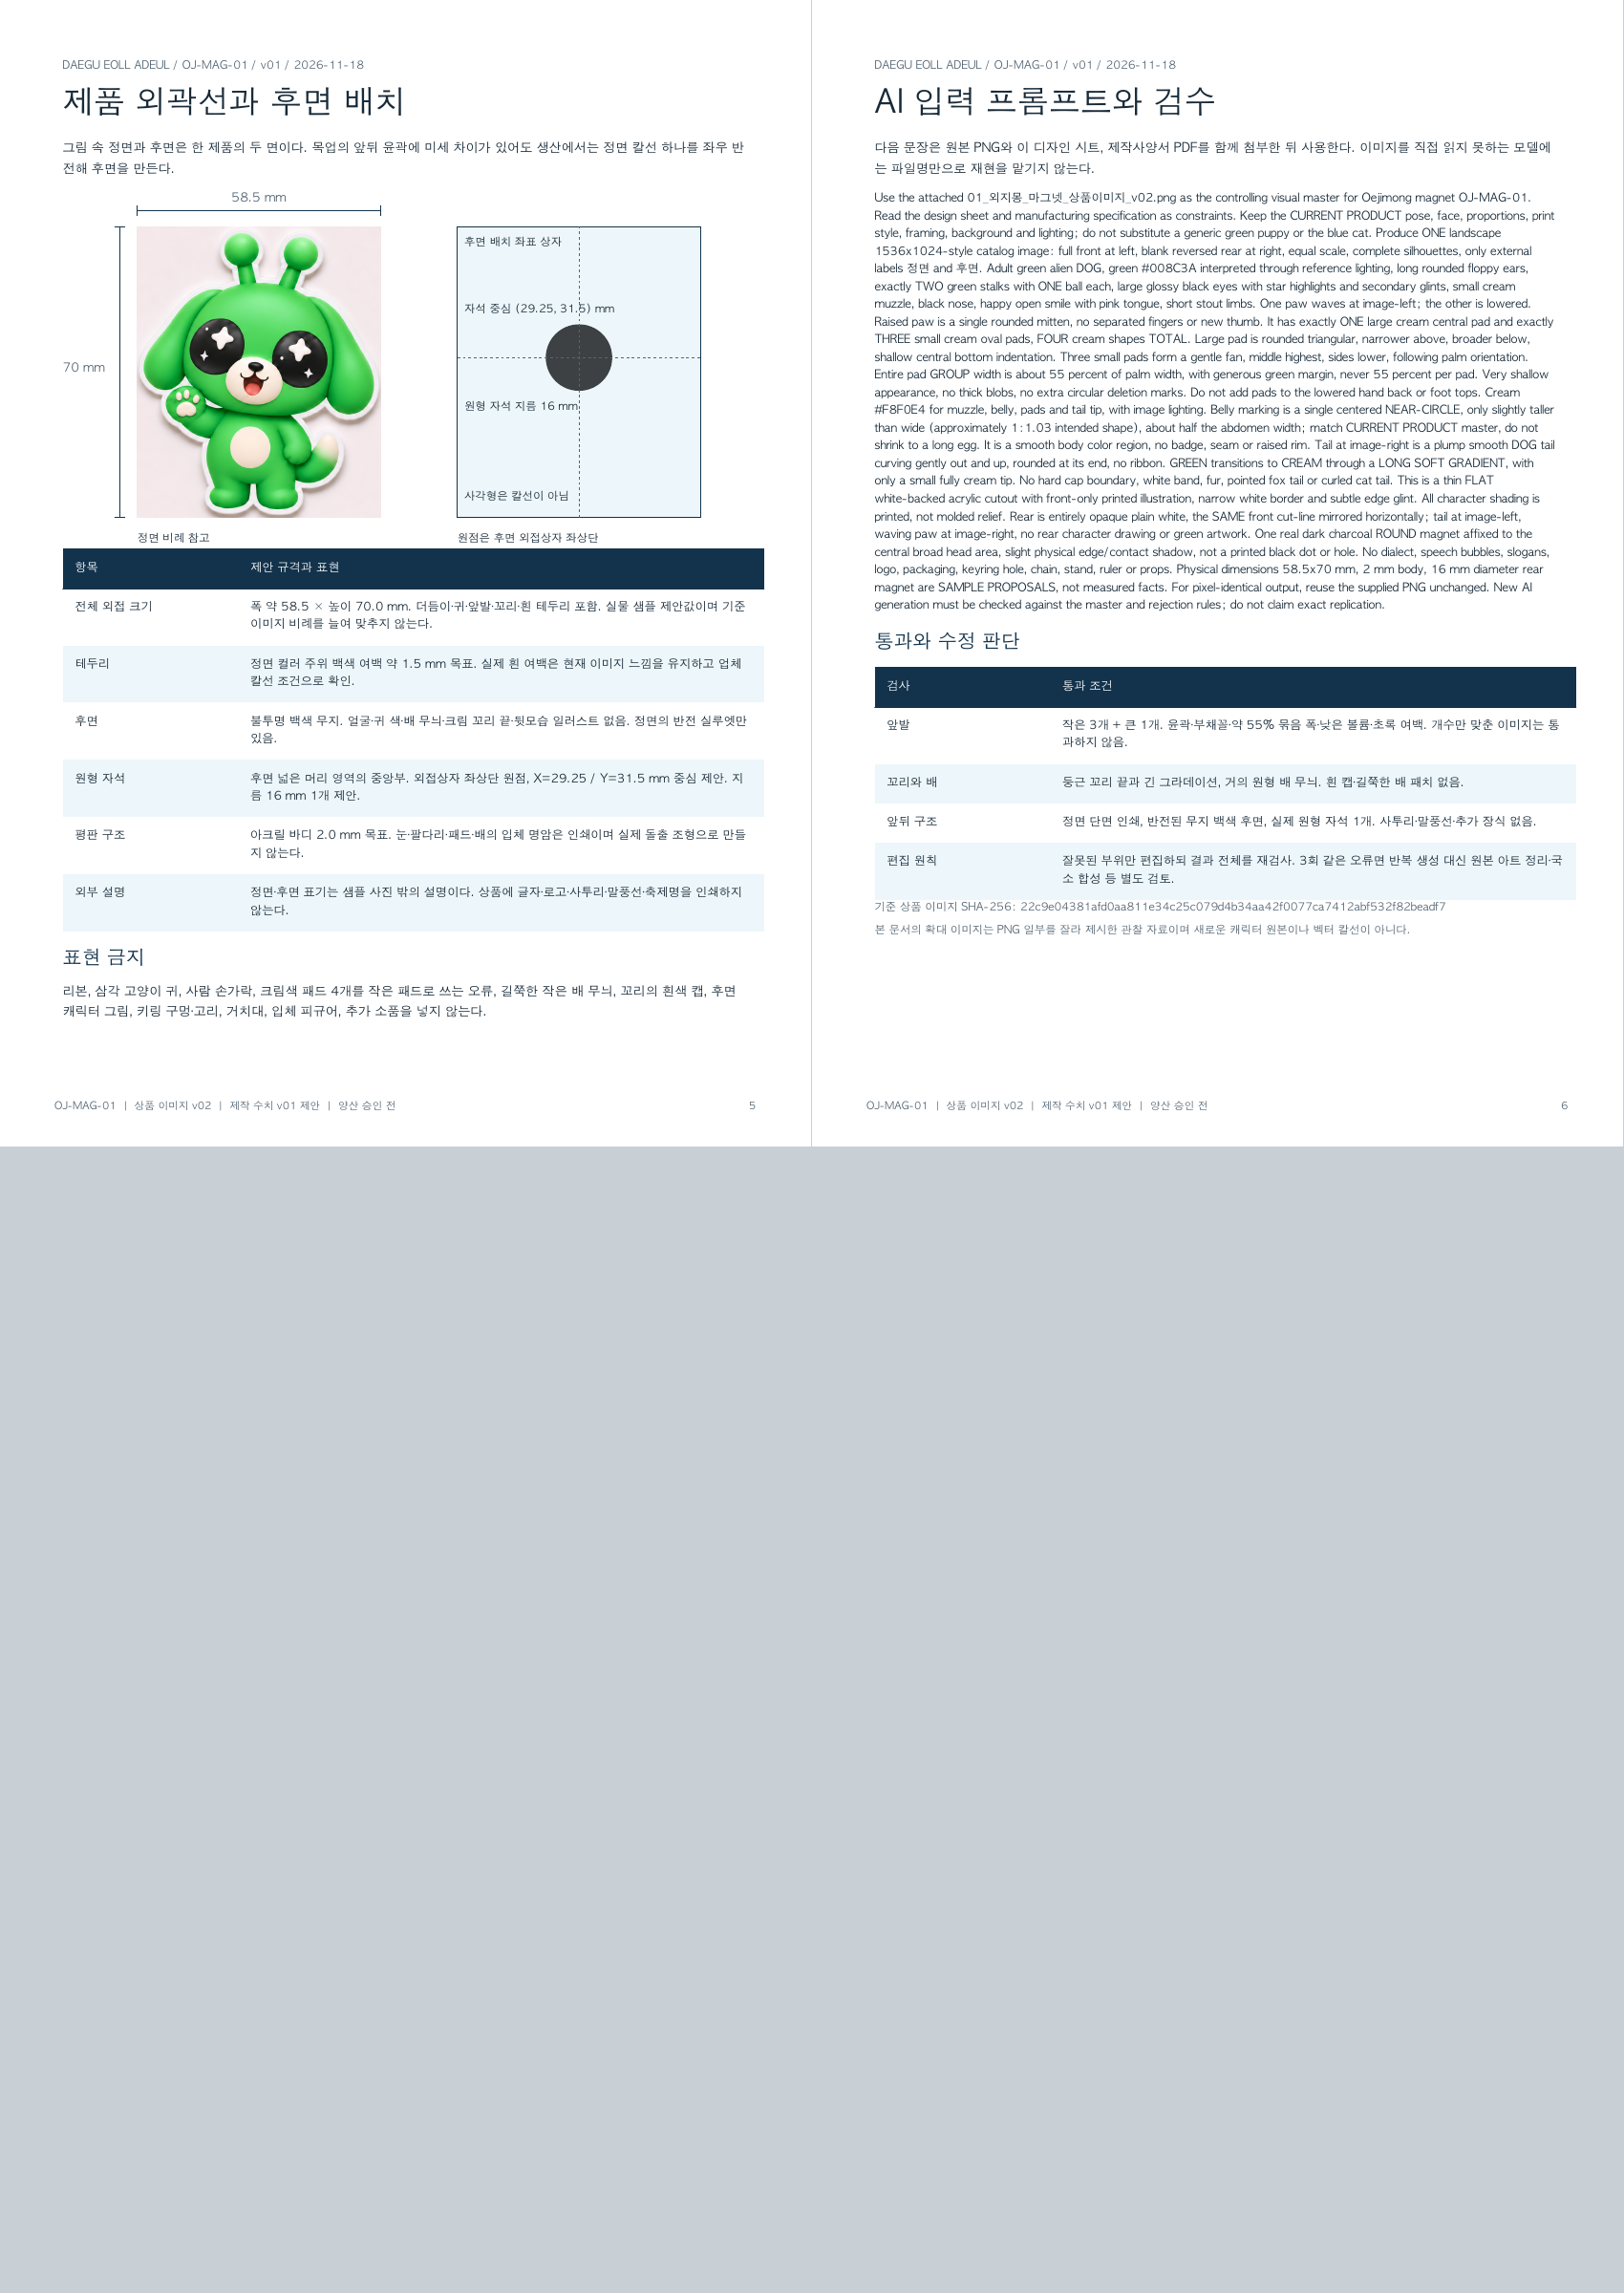 DAEGU EOLL ADEUL / OJ-MAG-01 / v01 / 2026-11-18
제품 외곽선과 후면 배치
그림 속 정면과 후면은 한 제품의 두 면이다. 목업의 앞뒤 윤곽에 미세 차이가 있어도 생산에서는 정면 칼선 하나를 좌우 반
전해 후면을 만든다.
58.5 mm
70 mm
후면 배치 좌표 상자
자석 중심 (29.25, 31.5) mm
원형 자석 지름 16 mm
사각형은 칼선이 아님
정면 비례 참고
원점은 후면 외접상자 좌상단
항목 제안 규격과 표현
전체 외접 크기 폭 약 58.5 × 높이 70.0 mm. 더듬이·귀·앞발·꼬리·흰 테두리 포함. 실물 샘플 제안값이며 기준
이미지 비례를 늘여 맞추지 않는다.
테두리 정면 컬러 주위 백색 여백 약 1.5 mm 목표. 실제 흰 여백은 현재 이미지 느낌을 유지하고 업체
칼선 조건으로 확인.
후면 불투명 백색 무지. 얼굴·귀 색·배 무늬·크림 꼬리 끝·뒷모습 일러스트 없음. 정면의 반전 실루엣만
있음.
원형 자석 후면 넓은 머리 영역의 중앙부. 외접상자 좌상단 원점, X=29.25 / Y=31.5 mm 중심 제안. 지
름 16 mm 1개 제안.
평판 구조 아크릴 바디 2.0 mm 목표. 눈·팔다리·패드·배의 입체 명암은 인쇄이며 실제 돌출 조형으로 만들
지 않는다.
외부 설명 정면·후면 표기는 샘플 사진 밖의 설명이다. 상품에 글자·로고·사투리·말풍선·축제명을 인쇄하지
않는다.
표현 금지
리본, 삼각 고양이 귀, 사람 손가락, 크림색 패드 4개를 작은 패드로 쓰는 오류, 길쭉한 작은 배 무늬, 꼬리의 흰색 캡, 후면
캐릭터 그림, 키링 구멍·고리, 거치대, 입체 피규어, 추가 소품을 넣지 않는다.
OJ-MAG-01 | 상품 이미지 v02 | 제작 수치 v01 제안 | 양산 승인 전
5
DAEGU EOLL ADEUL / OJ-MAG-01 / v01 / 2026-11-18
AI 입력 프롬프트와 검수
다음 문장은 원본 PNG와 이 디자인 시트, 제작사양서 PDF를 함께 첨부한 뒤 사용한다. 이미지를 직접 읽지 못하는 모델에
는 파일명만으로 재현을 맡기지 않는다.
Use the attached 01_외지몽_마그넷_상품이미지_v02.png as the controlling visual master for Oejimong magnet OJ-MAG-01.
Read the design sheet and manufacturing specification as constraints. Keep the CURRENT PRODUCT pose, face, proportions, print
style, framing, background and lighting; do not substitute a generic green puppy or the blue cat. Produce ONE landscape
1536x1024-style catalog image: full front at left, blank reversed rear at right, equal scale, complete silhouettes, only external
labels 정면 and 후면. Adult green alien DOG, green #008C3A interpreted through reference lighting, long rounded floppy ears,
exactly TWO green stalks with ONE ball each, large glossy black eyes with star highlights and secondary glints, small cream
muzzle, black nose, happy open smile with pink tongue, short stout limbs. One paw waves at image-left; the other is lowered.
Raised paw is a single rounded mitten, no separated fingers or new thumb. It has exactly ONE large cream central pad and exactly
THREE small cream oval pads, FOUR cream shapes TOTAL. Large pad is rounded triangular, narrower above, broader below,
shallow central bottom indentation. Three small pads form a gentle fan, middle highest, sides lower, following palm orientation.
Entire pad GROUP width is about 55 percent of palm width, with generous green margin, never 55 percent per pad. Very shallow
appearance, no thick blobs, no extra circular deletion marks. Do not add pads to the lowered hand back or foot tops. Cream
#F8F0E4 for muzzle, belly, pads and tail tip, with image lighting. Belly marking is a single centered NEAR-CIRCLE, only slightly taller
than wide (approximately 1:1.03 intended shape), about half the abdomen width; match CURRENT PRODUCT master, do not
shrink to a long egg. It is a smooth body color region, no badge, seam or raised rim. Tail at image-right is a plump smooth DOG tail
curving gently out and up, rounded at its end, no ribbon. GREEN transitions to CREAM through a LONG SOFT GRADIENT, with
only a small fully cream tip. No hard cap boundary, white band, fur, pointed fox tail or curled cat tail. This is a thin FLAT
white-backed acrylic cutout with front-only printed illustration, narrow white border and subtle edge glint. All character shading is
printed, not molded relief. Rear is entirely opaque plain white, the SAME front cut-line mirrored horizontally; tail at image-left,
waving paw at image-right, no rear character drawing or green artwork. One real dark charcoal ROUND magnet affixed to the
central broad head area, slight physical edge/contact shadow, not a printed black dot or hole. No dialect, speech bubbles, slogans,
logo, packaging, keyring hole, chain, stand, ruler or props. Physical dimensions 58.5x70 mm, 2 mm body, 16 mm diameter rear
magnet are SAMPLE PROPOSALS, not measured facts. For pixel-identical output, reuse the supplied PNG unchanged. New AI
generation must be checked against the master and rejection rules; do not claim exact replication.
통과와 수정 판단
검사 통과 조건
앞발 작은 3개 + 큰 1개. 윤곽·부채꼴·약 55% 묶음 폭·낮은 볼륨·초록 여백. 개수만 맞춘 이미지는 통
과하지 않음.
꼬리와 배 둥근 꼬리 끝과 긴 그라데이션, 거의 원형 배 무늬. 흰 캡·길쭉한 배 패치 없음.
앞뒤 구조 정면 단면 인쇄, 반전된 무지 백색 후면, 실제 원형 자석 1개. 사투리·말풍선·추가 장식 없음.
편집 원칙 잘못된 부위만 편집하되 결과 전체를 재검사. 3회 같은 오류면 반복 생성 대신 원본 아트 정리·국
소 합성 등 별도 검토.
기준 상품 이미지 SHA-256: 22c9e04381afd0aa811e34c25c079d4b34aa42f0077ca7412abf532f82beadf7
본 문서의 확대 이미지는 PNG 일부를 잘라 제시한 관찰 자료이며 새로운 캐릭터 원본이나 벡터 칼선이 아니다.
OJ-MAG-01 | 상품 이미지 v02 | 제작 수치 v01 제안 | 양산 승인 전
6